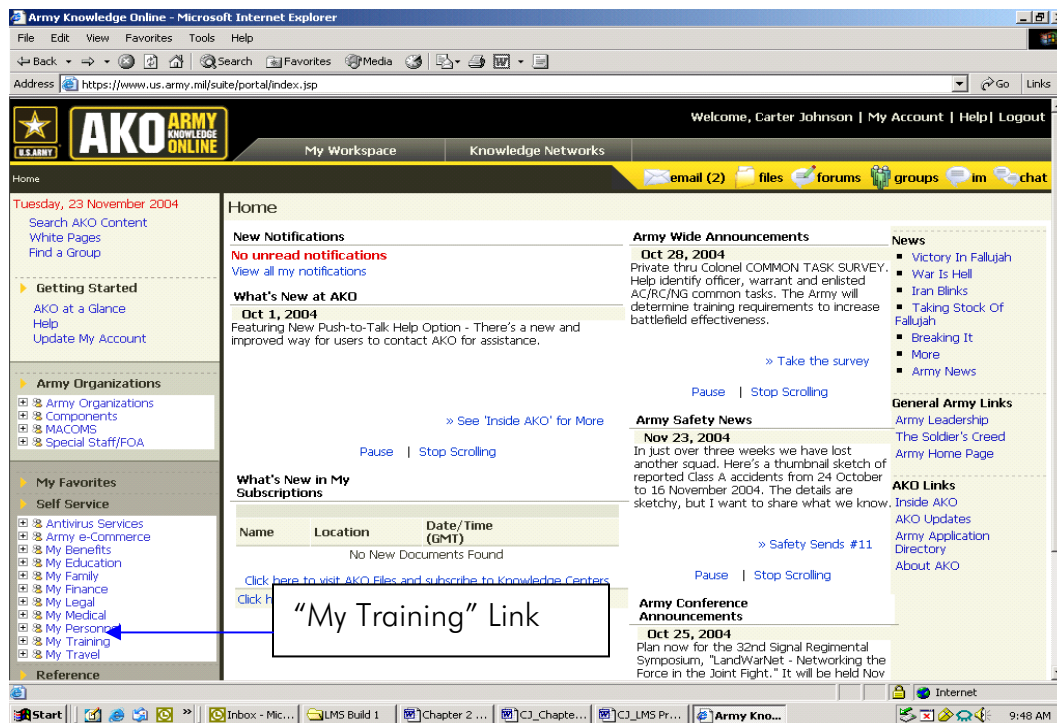 Army Knowledge Online - Microsoft Internet Explorer
File Edit View Favorites Tools Help
Back Search Favorites Media
Address https://www.us.army.mil/suite/portal/index.jsp Go Links
U.S.ARMY
AKO ARMY KNOWLEDGE ONLINE
Welcome, Carter Johnson | My Account | Help| Logout
My Workspace Knowledge Networks
Home
email (2) files forums groups im chat
Tuesday, 23 November 2004
Search AKO Content
White Pages
Find a Group
Getting Started
AKO at a Glance
Help
Update My Account
Army Organizations
Army Organizations
Components
MACOMS
Special Staff/FOA
My Favorites
Self Service
Antivirus Services
Army e-Commerce
My Benefits
My Education
My Family
My Finance
My Legal
My Medical
My Training
My Travel
Reference
Home
New Notifications
No unread notifications
View all my notifications
What's New at AKO
Oct 1, 2004
Featuring New Push-to-Talk Help Option - There's a new and
improved way for users to contact AKO for assistance.
» See 'Inside AKO' for More
Pause | Stop Scrolling
What's New in My
Subscriptions
Name Location Date/Time
(GMT)
No New Documents Found
Click here to visit AKO Files and subscribe to Knowledge Centers
Click
"My Training" Link
Army Wide Announcements
Oct 28, 2004
Private thru Colonel COMMON TASK SURVEY.
Help identify officer, warrant and enlisted
AC/RC/NG common tasks. The Army will
determine training requirements to increase
battlefield effectiveness.
» Take the survey
Pause | Stop Scrolling
Army Safety News
Nov 23, 2004
In just over three weeks we have lost
another squad. Here's a thumbnail sketch of
reported Class A accidents from 24 October
to 16 November 2004. The details are
sketchy, but I want to share what we know.
» Safety Sends #11
Pause | Stop Scrolling
Army Conference
Announcements
Oct 25, 2004
Plan now for the 32nd Signal Regimental
Symposium, "LandWarNet - Networking the
Force in the Joint Fight." It will be held Nov
News
Victory In Fallujah
War Is Hell
Iran Blinks
Taking Stock Of
Fallujah
Breaking It
More
Army News
General Army Links
Army Leadership
The Soldier's Creed
Army Home Page
AKO Links
Inside AKO
AKO Updates
Army Application
Directory
About AKO
Internet
Start Inbox - Mic... LMS Build 1 Chapter 2 ... CJ_Chapte... CJ_LMS Pr... Army Kno... 9:48 AM